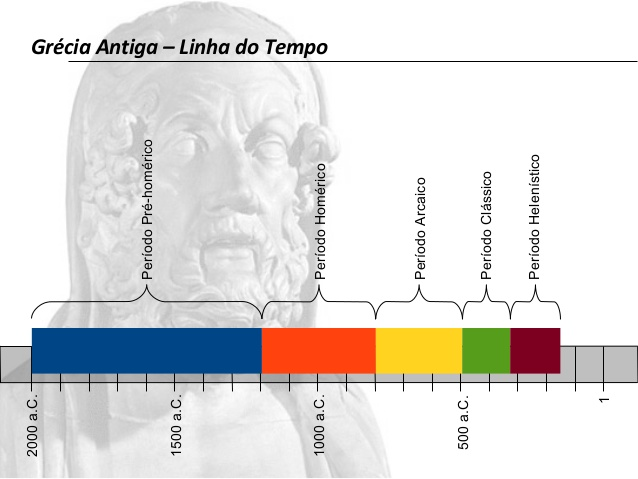 Grécia Antiga – Linha do Tempo
Período Pré-homérico
Período Homérico
Período Arcaico
Período Clássico
Período Helenístico
2000 a.C.
1500 a.C.
1000 a.C.
500 a.C.
1